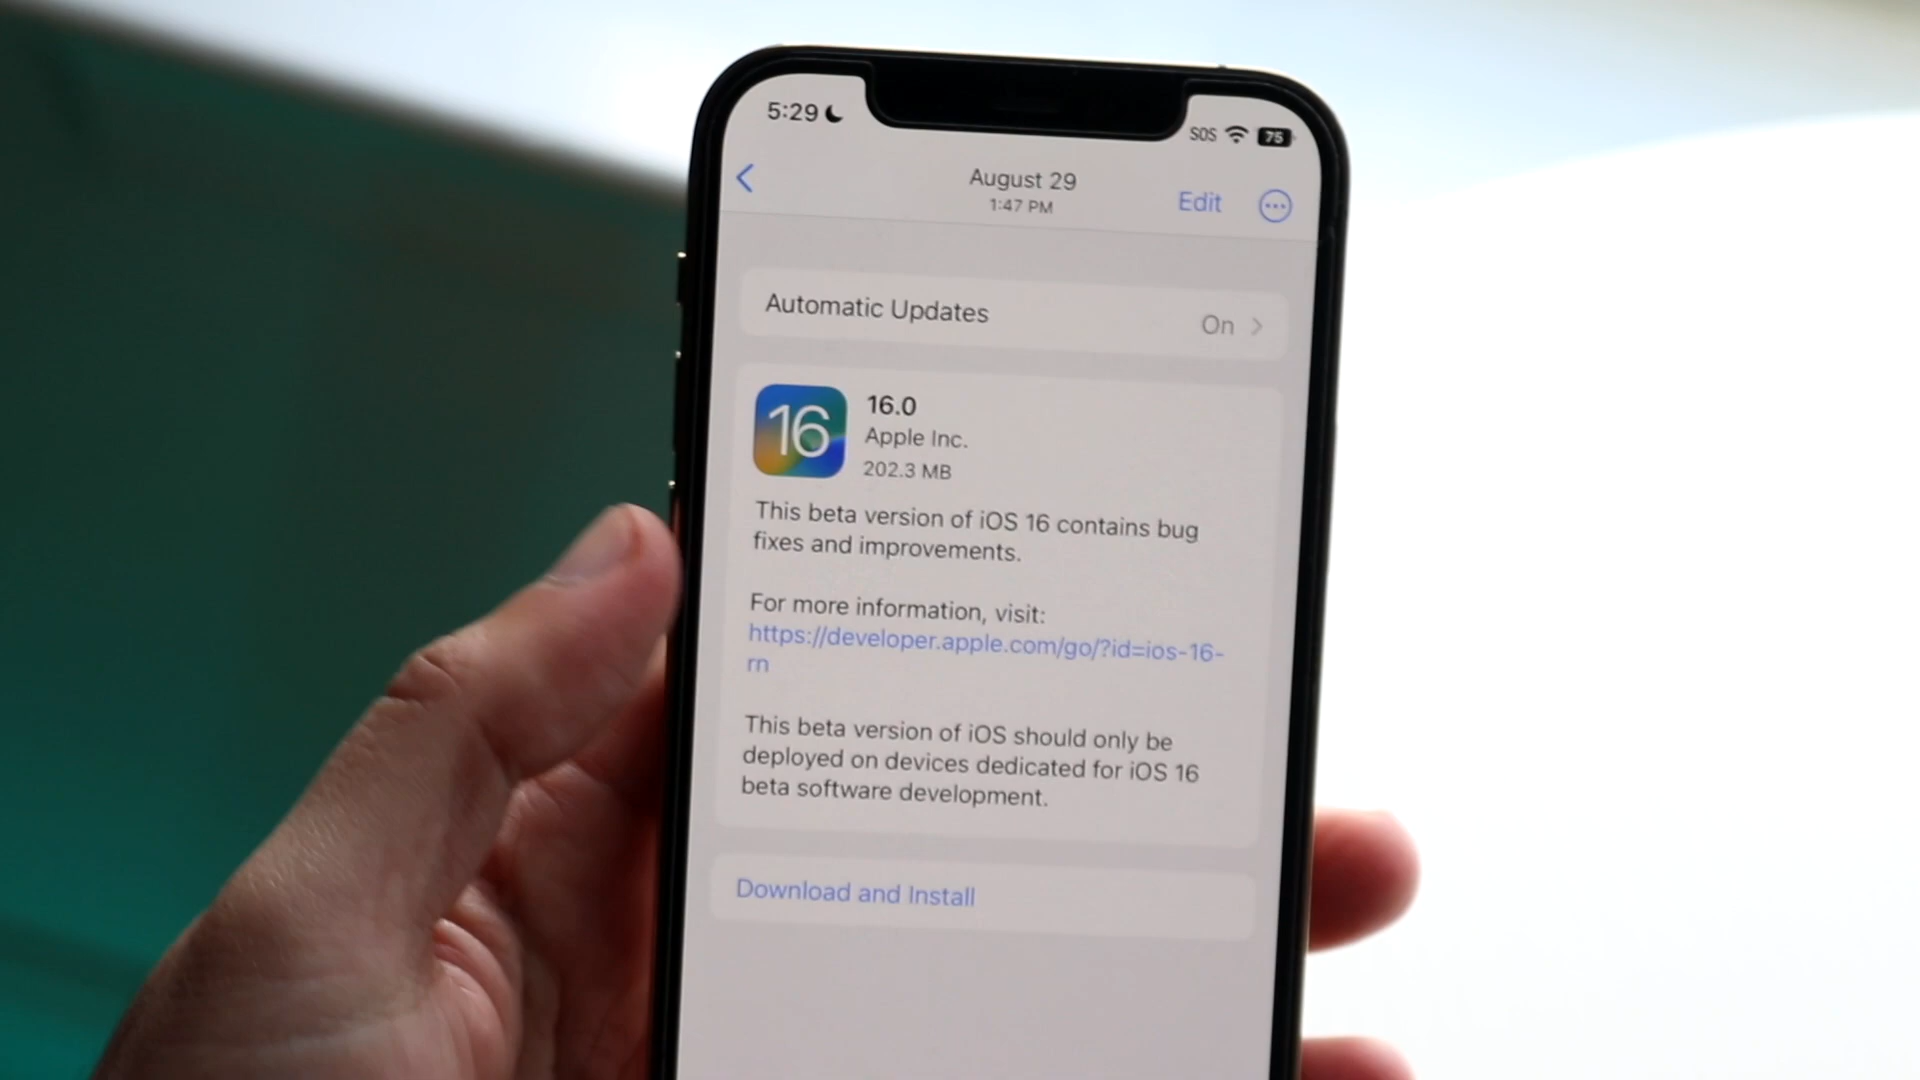 5:29
SOS
75
August 29
1:47 PM
Edit
Automatic Updates
On
16
16.0
Apple Inc.
202.3 MB
This beta version of iOS 16 contains bug
fixes and improvements.
For more information, visit:
https://developer.apple.com/go/?id=ios-16-
rn
This beta version of iOS should only be
deployed on devices dedicated for iOS 16
beta software development.
Download and Install